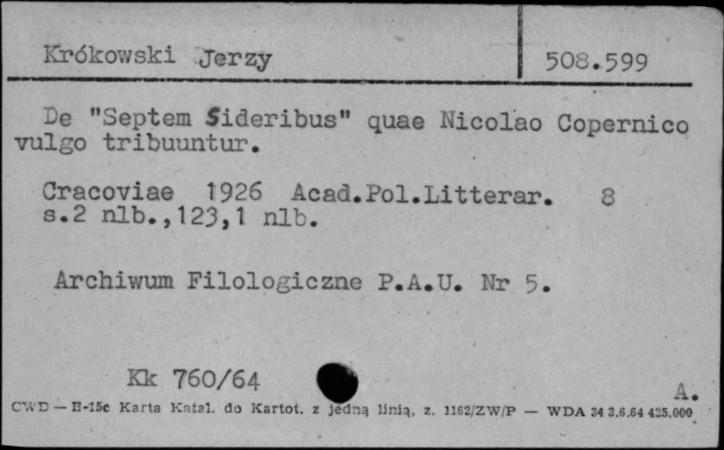 Krókowski Jerzy
508.599
De "Septem Sideribus" quae Nicolao Copernico
vulgo tribuuntur.
Cracoviae 1926 Acad.Pol.Litterar. 8
s.2 nlb.,123,1 nlb.
Archiwum Filologiczne P.A.U. Nr 5.
Kk 760/64
A.
CWD — E-15c Karta Katal. do Kartot. z jedną linią, z. 1162/ZW/P — WDA 34 3.6.64 425.000